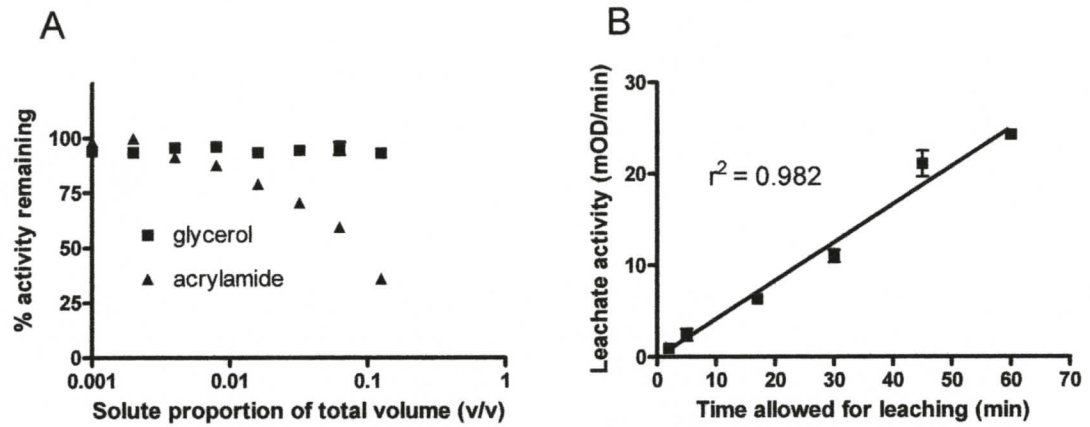 A
% activity remaining
100
75
50
25
0
glycerol
acrylamide
0.001
0.01
0.1
1
Solute proportion of total volume (v/v)
B
Leachate activity (mOD/min)
30
20
10
0
r² = 0.982
0
10
20
30
40
50
60
70
Time allowed for leaching (min)